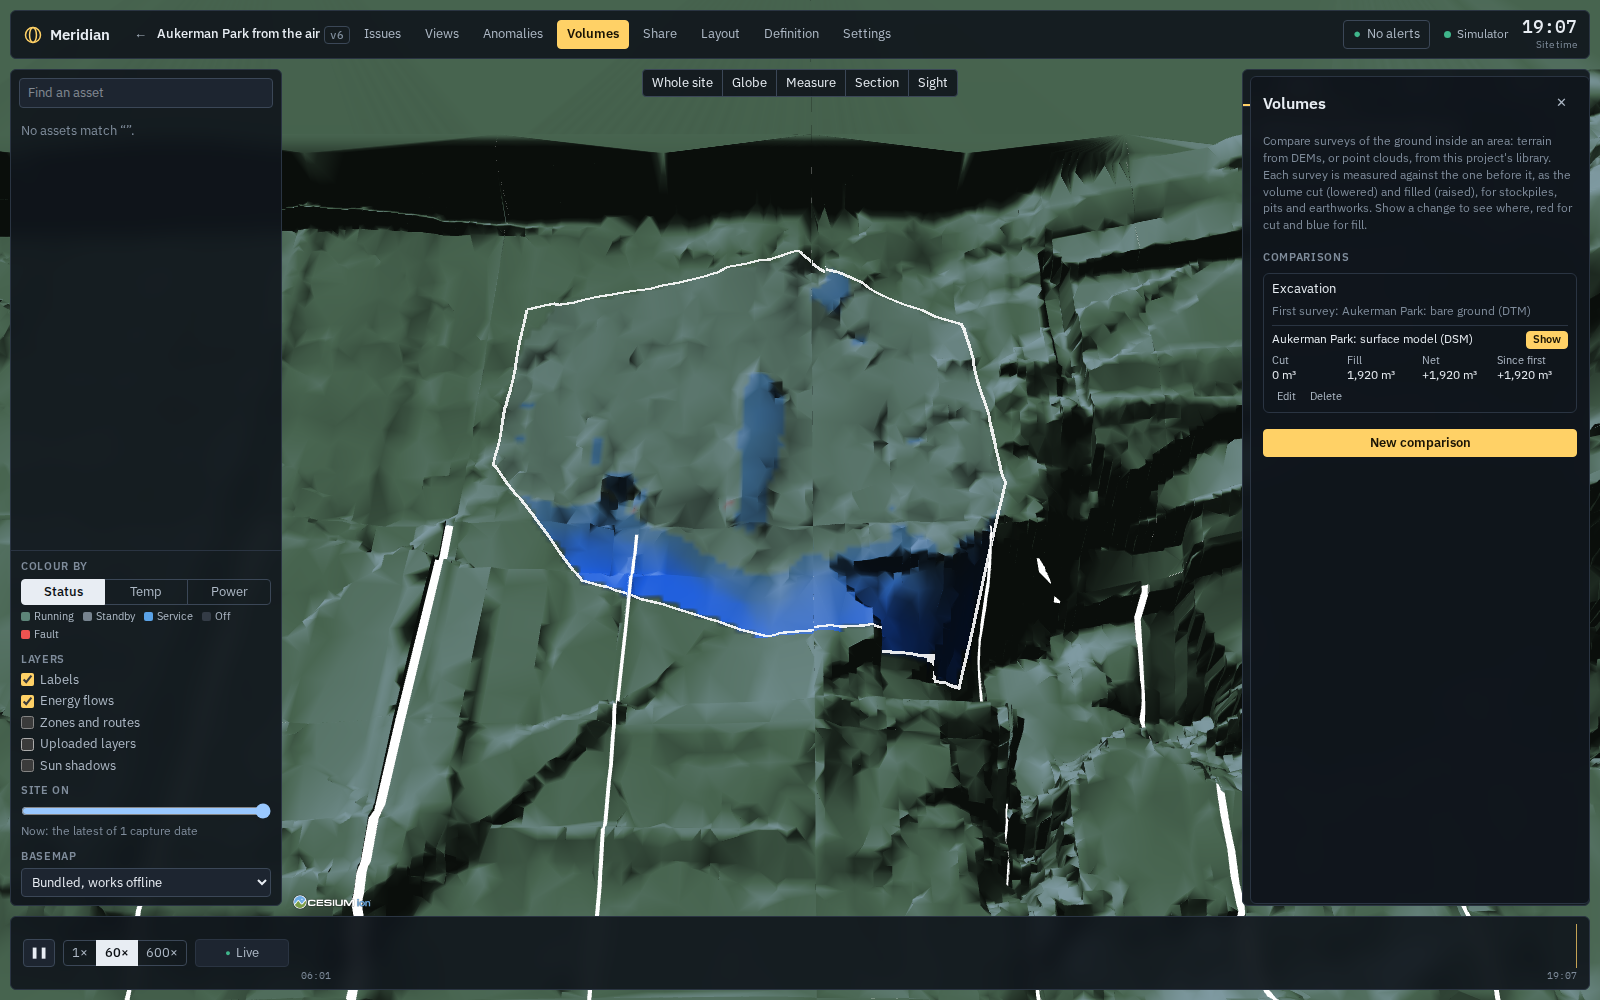 Meridian
← Aukerman Park from the air v6
Issues
Views
Anomalies
Volumes
Share
Layout
Definition
Settings
No alerts
Simulator
19:07
Site time
Find an asset
No assets match “”.
Whole site
Globe
Measure
Section
Sight
Volumes
×
Compare surveys of the ground inside an area: terrain
from DEMs, or point clouds, from this project's library.
Each survey is measured against the one before it, as the
volume cut (lowered) and filled (raised), for stockpiles,
pits and earthworks. Show a change to see where, red for
cut and blue for fill.
COMPARISONS
Excavation
First survey: Aukerman Park: bare ground (DTM)
Aukerman Park: surface model (DSM)
Show
Cut Fill Net Since first
0 m³ 1,920 m³ +1,920 m³ +1,920 m³
Edit Delete
New comparison
COLOUR BY
Status Temp Power
Running Standby Service Off
Fault
LAYERS
Labels
Energy flows
Zones and routes
Uploaded layers
Sun shadows
SITE ON
Now: the latest of 1 capture date
BASEMAP
Bundled, works offline
CESIUM ion
1× 60× 600×
Live
06:01
19:07